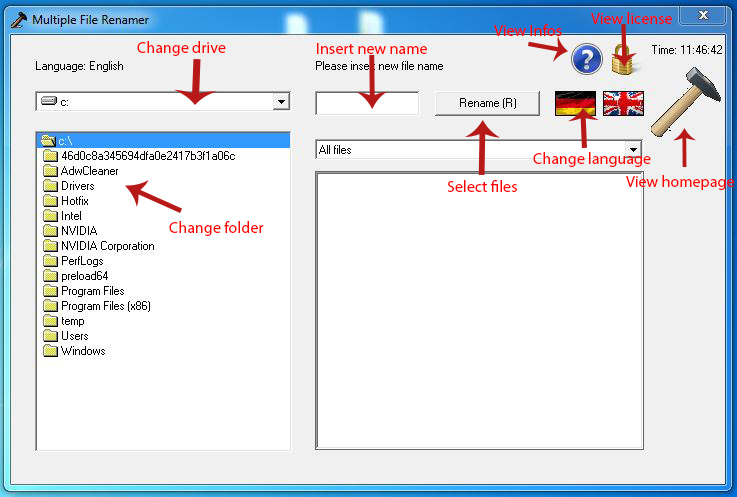 Multiple File Renamer
View license
View Infos
Change drive
Insert new name
Time: 11:46:42
Language: English
Please insert new file name
c:
Rename (R)
All files
Change language
View homepage
Select files
c:\
46d0c8a345694dfa0e2417b3f1a06c
AdwCleaner
Drivers
Hotfix
Intel
NVIDIA
NVIDIA Corporation
PerfLogs
preload64
Program Files
Program Files (x86)
temp
Users
Windows
Change folder